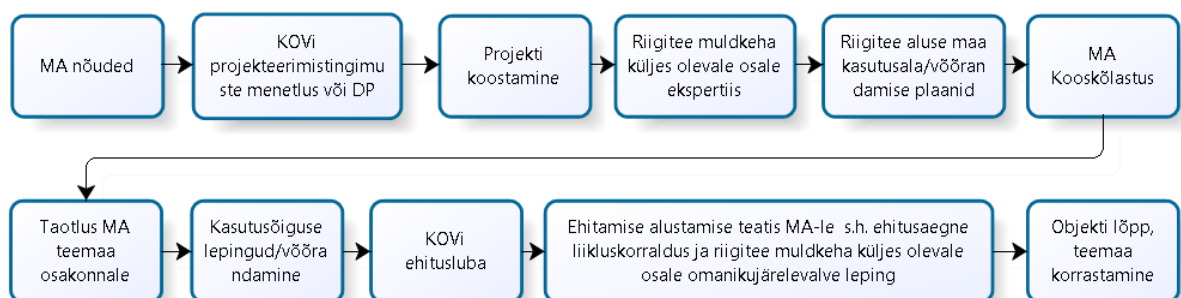 MA nõuded
KOVi
projekteerimistingimu
ste menetlus või DP
Projekti
koostamine
Riigitee muldkeha
küljes olevale osale
ekspertiis
Riigitee aluse maa
kasutusala/võõran
damise plaanid
MA
Kooskõlastus
Taotlus MA
teemaa
osakonnale
Kasutusõiguse
lepingud/võõra
ndamine
KOVi
ehitusluba
Ehitamise alustamise teatis MA-le s.h. ehitusaegne
liikluskorraldus ja riigitee muldkeha küljes olevale
osale omanikujärelevalve leping
Objekti lõpp,
teemaa
korrastamine